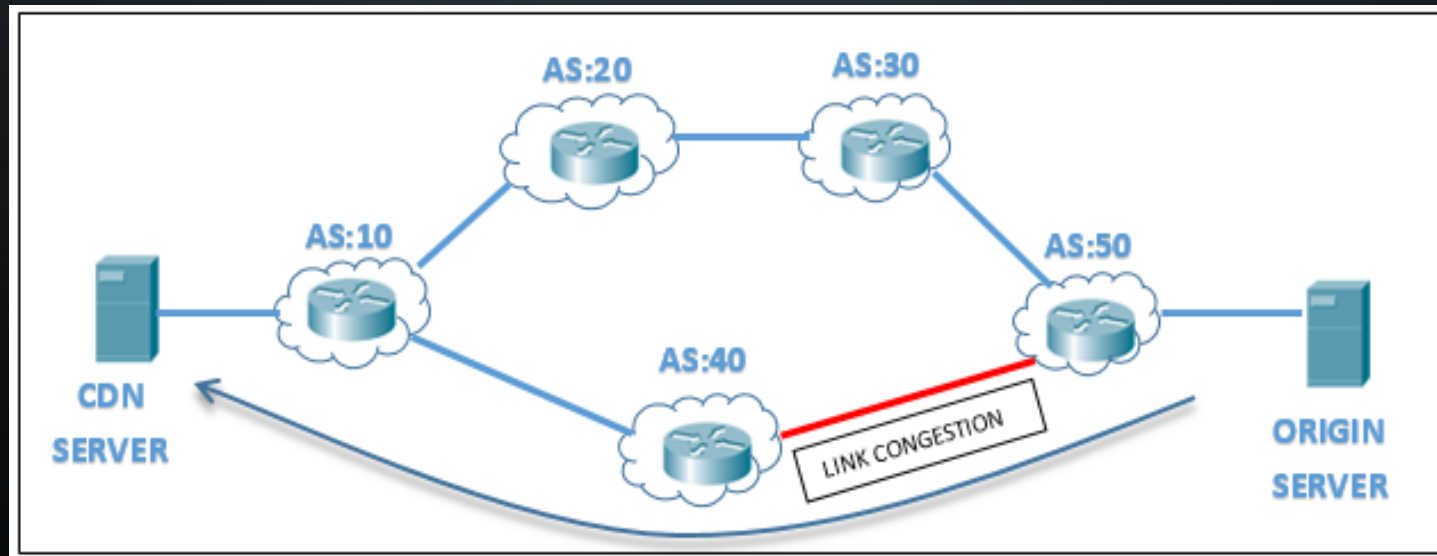 AS:20
AS:30
AS:10
AS:50
AS:40
CDN
SERVER
LINK CONGESTION
ORIGIN
SERVER